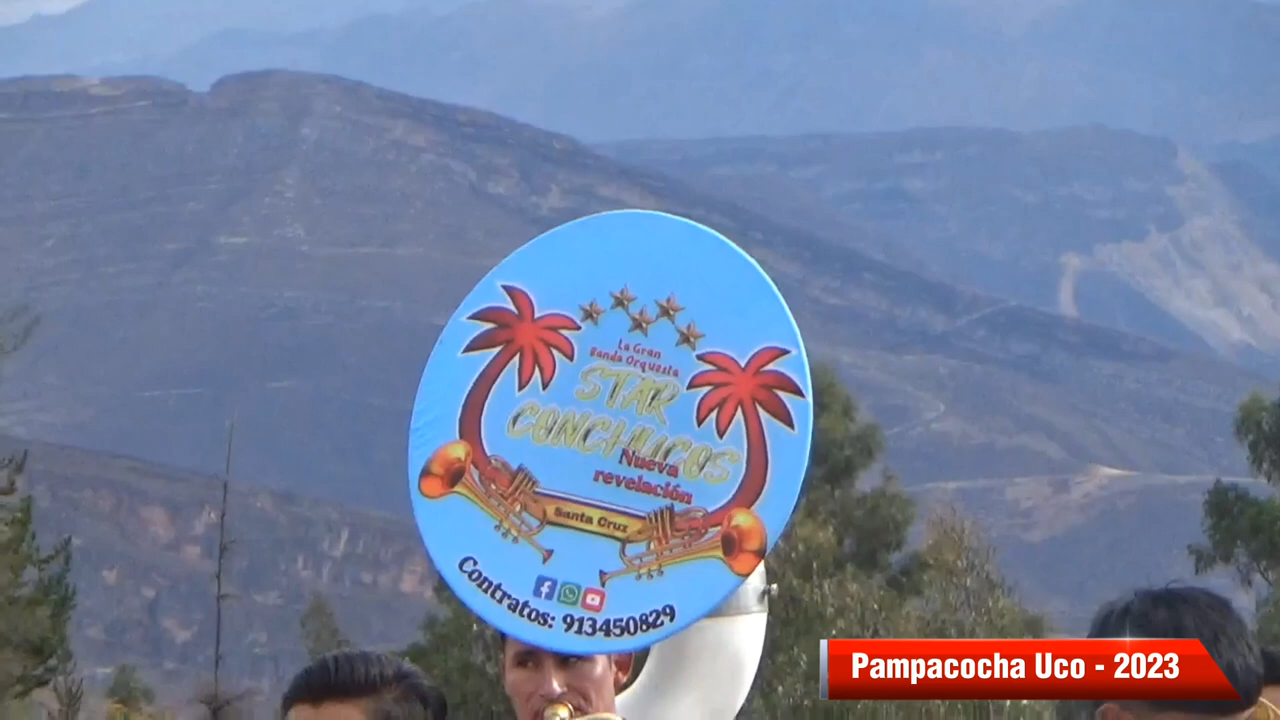 La Gran
Banda Orquesta
STAR
CONCHUCOS
Nueva
revelación
Santa Cruz
Contratos: 913450829
Pampacocha Uco - 2023